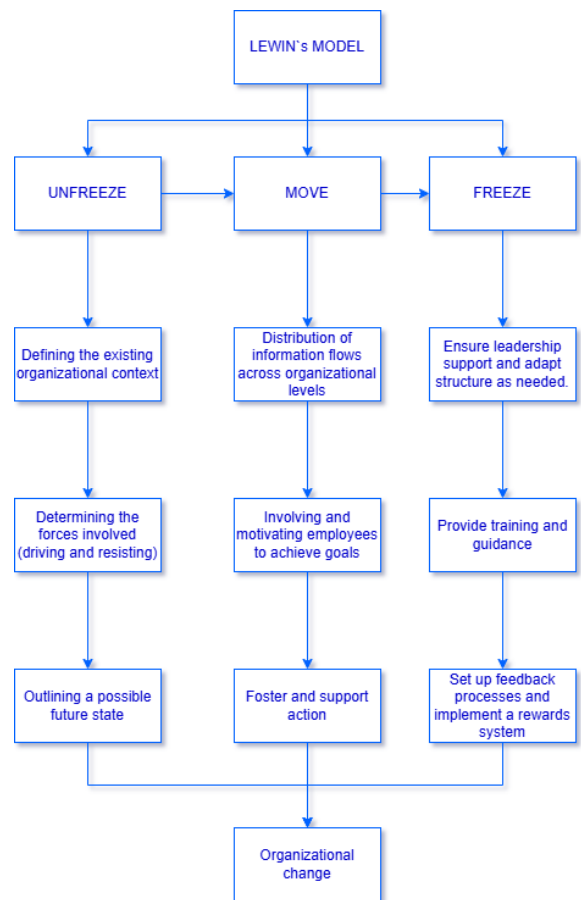 LEWIN`s MODEL
UNFREEZE
MOVE
FREEZE
Defining the existing
organizational context
Distribution of
information flows
across organizational
levels
Ensure leadership
support and adapt
structure as needed.
Determining the
forces involved
(driving and resisting)
Involving and
motivating employees
to achieve goals
Provide training and
guidance
Outlining a possible
future state
Foster and support
action
Set up feedback
processes and
implement a rewards
system
Organizational
change